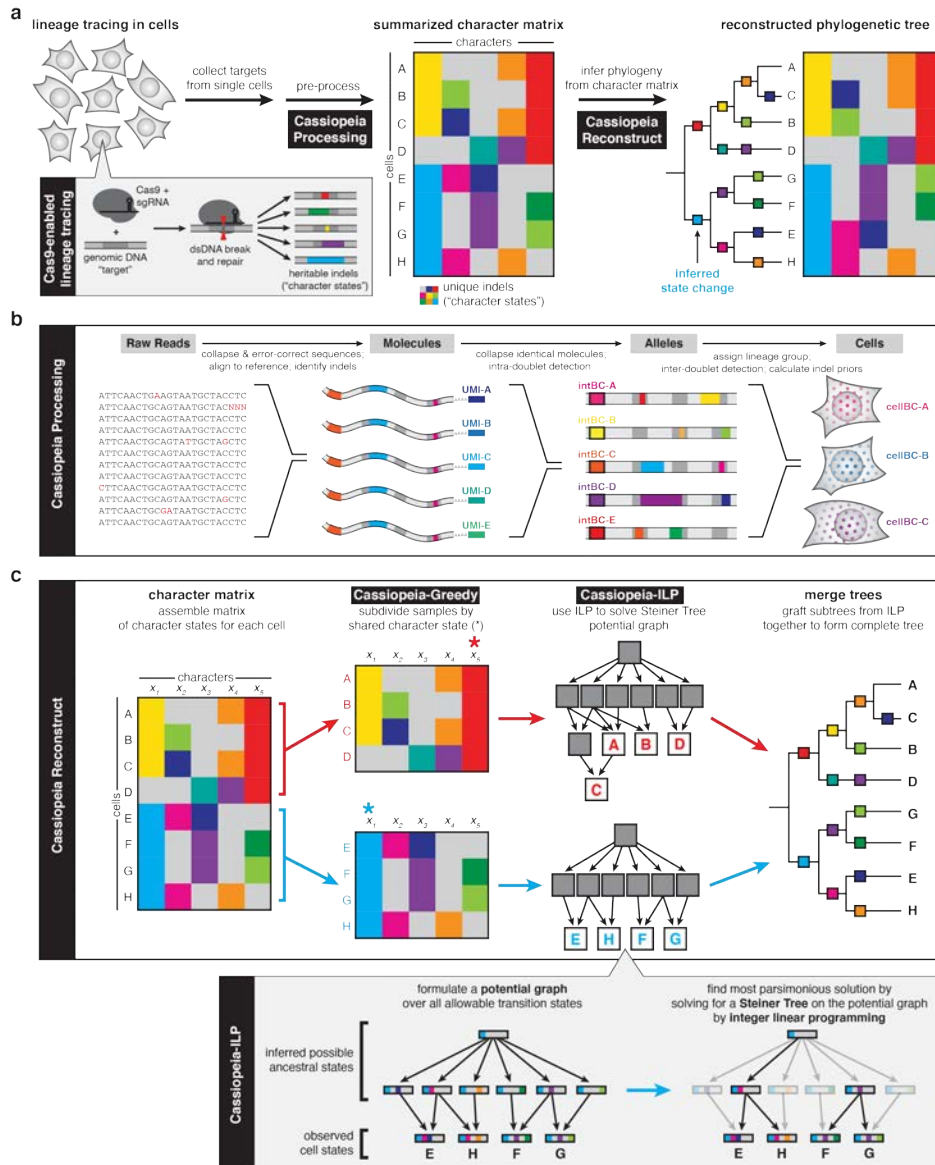 a
lineage tracing in cells
summarized character matrix
reconstructed phylogenetic tree
characters
collect targets
from single cells
pre-process
Cassiopeia
Processing
infer phylogeny
from character matrix
Cassiopeia
Reconstruct
cells
A
B
C
D
E
F
G
H
A
C
B
D
G
F
E
H
inferred
state change
unique indels
("character states")
Cas9-enabled
lineage tracing
Cas9 +
sgRNA
+
genomic DNA
"target"
dsDNA break
and repair
heritable indels
("character states")
b
Cassiopeia Processing
Raw Reads
Molecules
Alleles
Cells
collapse & error-correct sequences;
align to reference; identify indels
collapse identical molecules;
intra-doublet detection
assign lineage group;
inter-doublet detection; calculate indel priors
ATTCAACTGAAGTAATGCTACCTC
ATTCAACTGCAGTAATGCTACNNN
ATTCAACTGCAGTAATGCTACCTC
ATTCAACTGCAGTAATGCTACCTC
ATTCAACTGCAGTATTGCTAGCTC
ATTCAACTGCAGTAATGCTACCTC
ATTCAACTGCAGTAATGCTACCTC
ATTCAACTGCAGTAATGCTACCTC
CTTCAACTGCAGTAATGCTACCTC
ATTCAACTGCAGTAATGCTAAGTC
ATTCAACTGCGATAATGCTACCTC
ATTCAACTGCAGTAATGCTACCTC
UMI-A
UMI-B
UMI-C
UMI-D
UMI-E
intBC-A
intBC-B
intBC-C
intBC-D
intBC-E
cellBC-A
cellBC-B
cellBC-C
c
Cassiopeia Reconstruct
character matrix
assemble matrix
of character states for each cell
Cassiopeia-Greedy
subdivide samples by
shared character state (*)
Cassiopeia-ILP
use ILP to solve Steiner Tree
potential graph
merge trees
graft subtrees from ILP
together to form complete tree
characters
x1 x2 x3 x4 x5
cells
A
B
C
D
E
F
G
H
*
x1 x2 x3 x4 x5
A
B
C
D
*
x1 x2 x3 x4 x5
E
F
G
H
A B D
C
E H F G
A
C
B
D
G
F
E
H
Cassiopeia-ILP
formulate a potential graph
over all allowable transition states
find most parsimonious solution by
solving for a Steiner Tree on the potential graph
by integer linear programming
inferred possible
ancestral states
observed
cell states
E H F G
E H F G